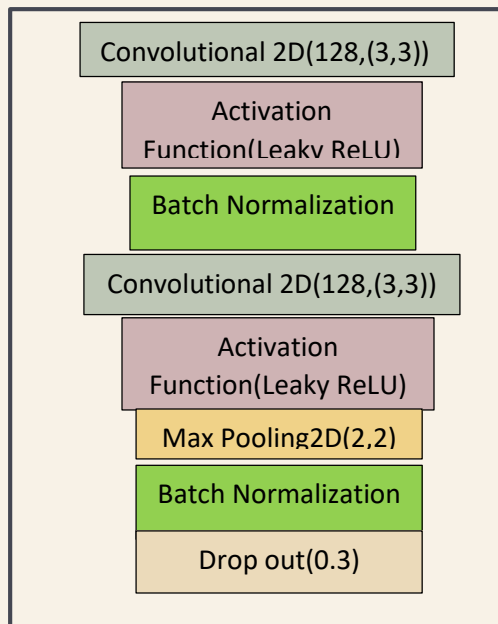 Convolutional 2D(128,(3,3))
Activation
Function(Leaky ReLU)
Batch Normalization
Convolutional 2D(128,(3,3))
Activation
Function(Leaky ReLU)
Max Pooling2D(2,2)
Batch Normalization
Drop out(0.3)